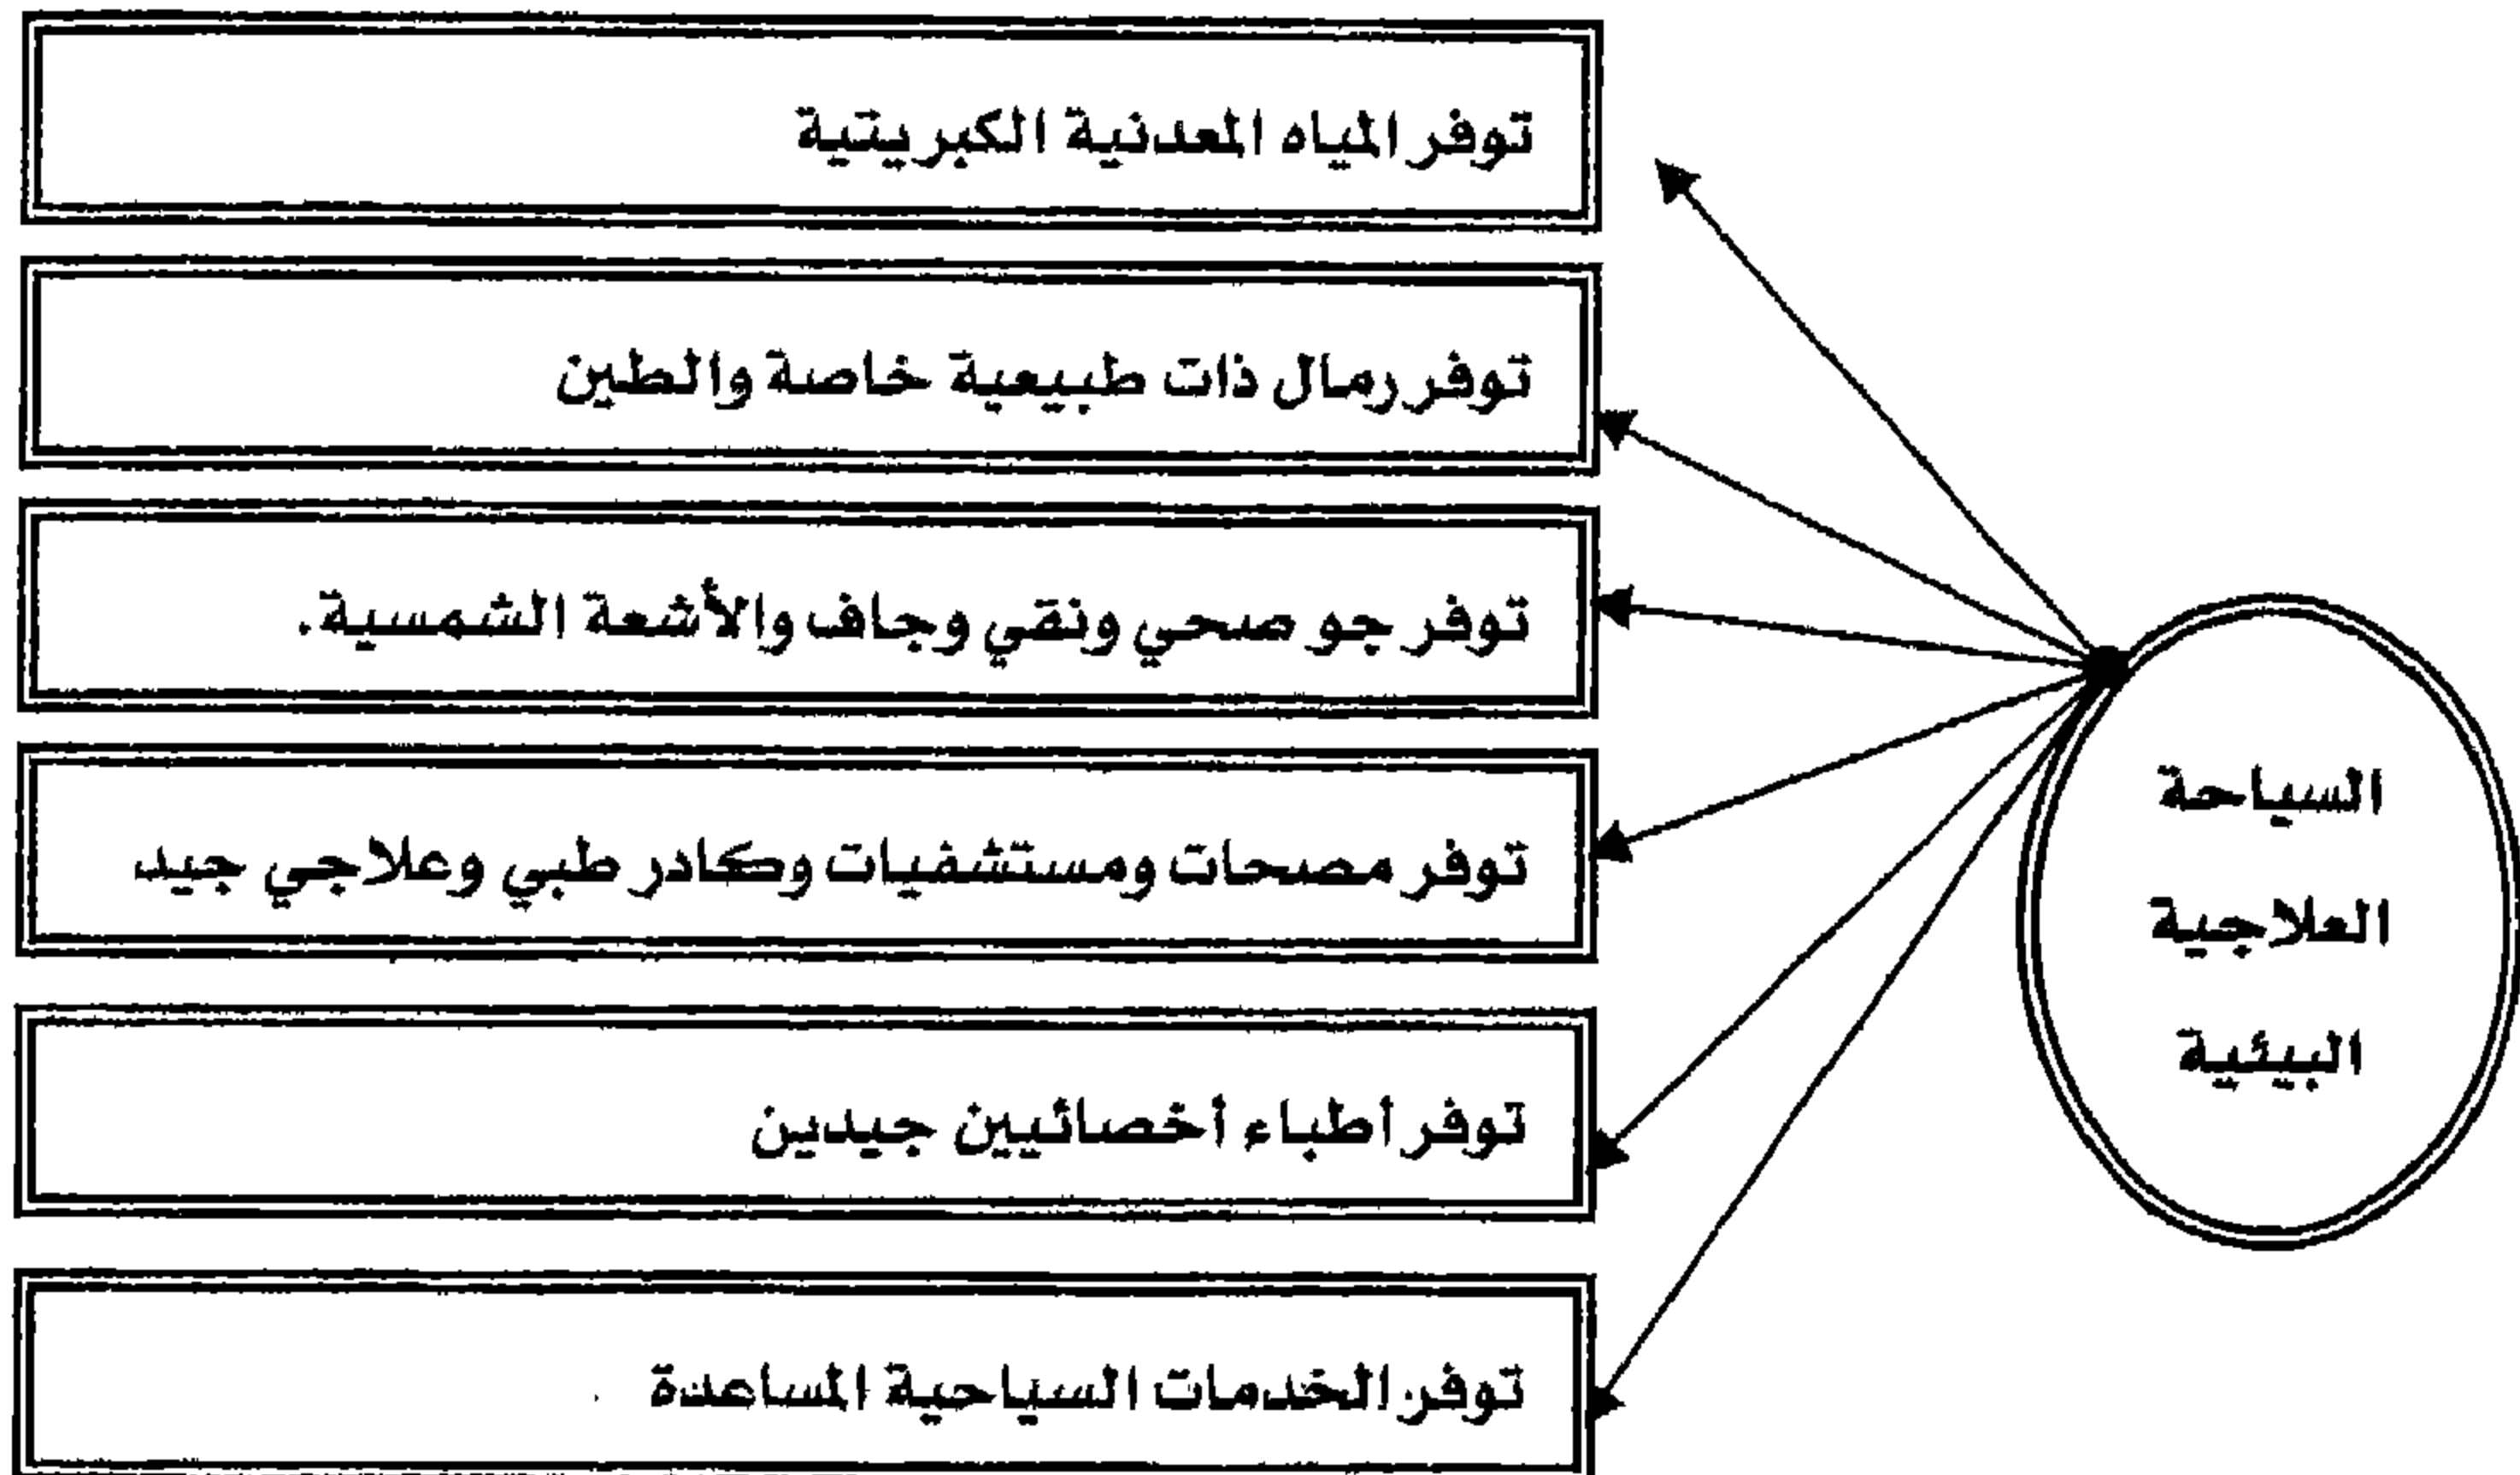 توفر المياه المعدنية الكبريتية
توفر رمال ذات طبيعية خاصة والطين
توفر جو صحي ونقي وجاف والأشعة الشمسية.
توفر مصحات ومستشفيات وكادر طبي وعلاجي جيد
توفر أطباء أخصائيين جيدين
توفر الخدمات السياحية المساعدة
السياحة
العلاجية
البيئية